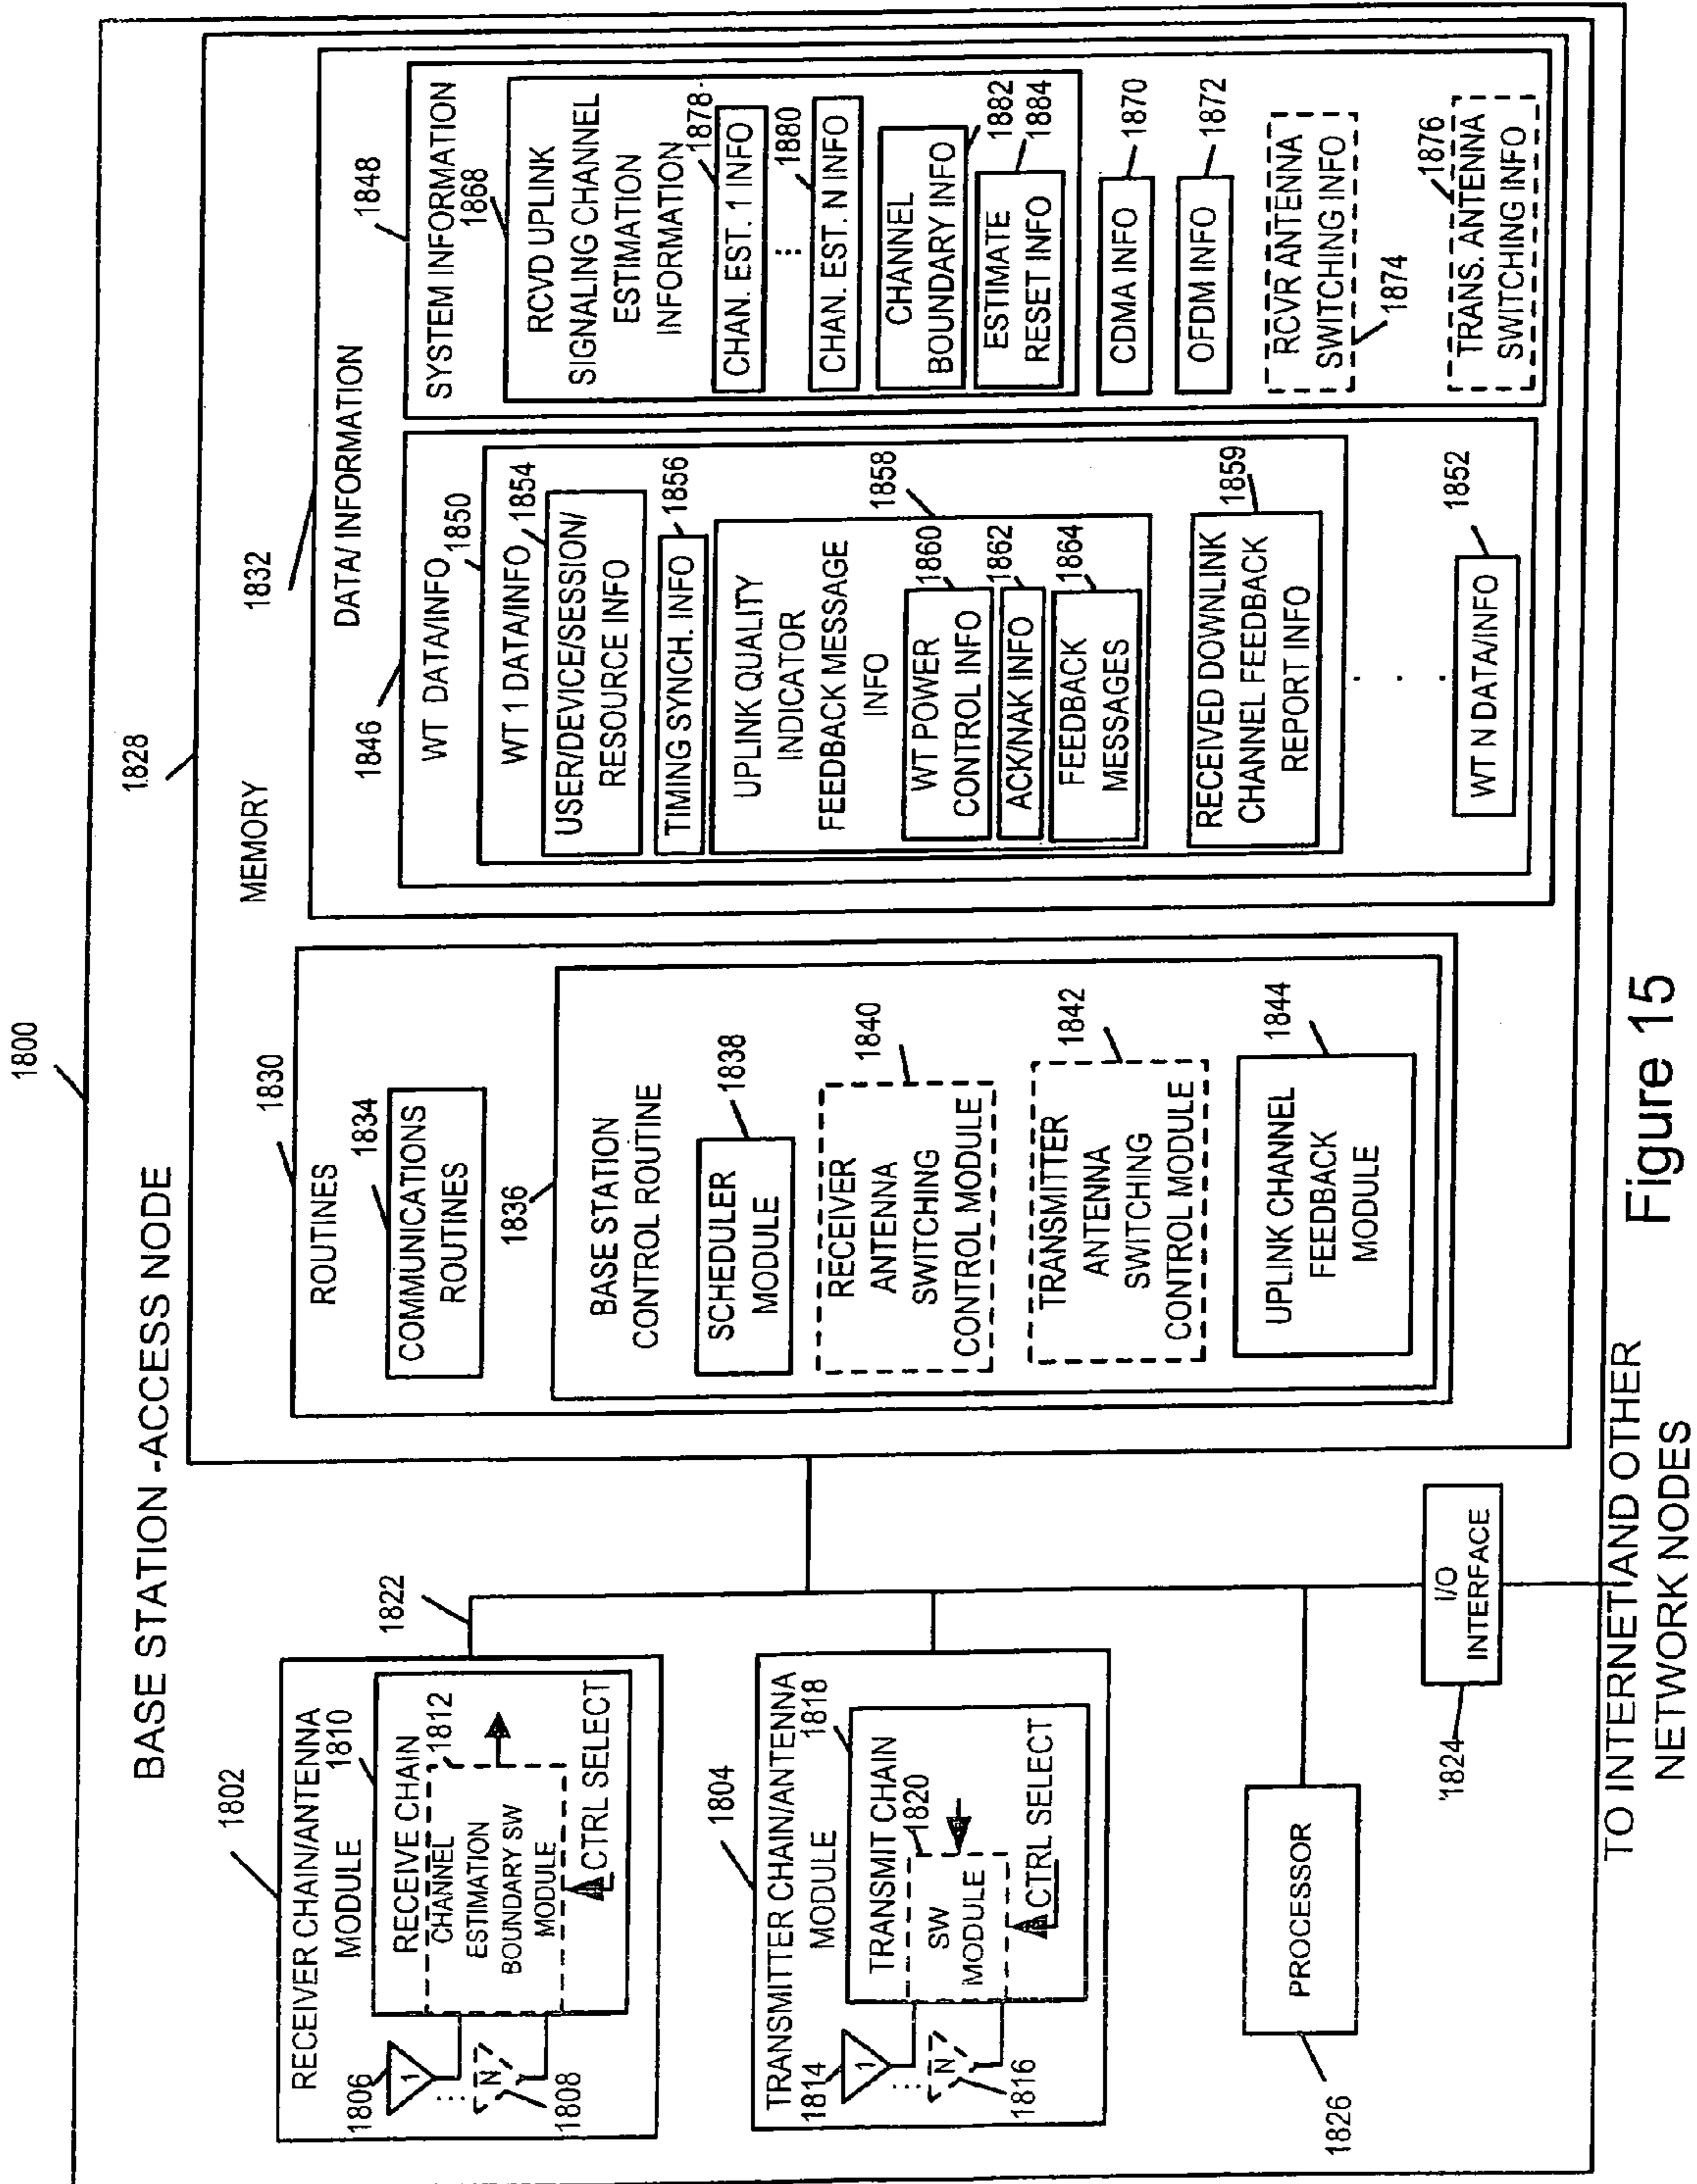 1800
BASE STATION -ACCESS NODE
1802
RECEIVER CHAIN/ANTENNA
MODULE
1810
RECEIVE CHAIN
1812
CHANNEL
ESTIMATION
BOUNDARY SW
MODULE
CTRL SELECT
1806
1
N
1808
1822
1804
TRANSMITTER CHAIN/ANTENNA
MODULE
1818
TRANSMIT CHAIN
1820
SW
MODULE
CTRL SELECT
1814
1
N
1816
PROCESSOR
1826
I/O
INTERFACE
1824
TO INTERNET AND OTHER
NETWORK NODES
1828
MEMORY
1830
ROUTINES
1834
COMMUNICATIONS
ROUTINES
1836
BASE STATION
CONTROL ROUTINE
1838
SCHEDULER
MODULE
1840
RECEIVER
ANTENNA
SWITCHING
CONTROL MODULE
1842
TRANSMITTER
ANTENNA
SWITCHING
CONTROL MODULE
1844
UPLINK CHANNEL
FEEDBACK
MODULE
1832
DATA/ INFORMATION
1846
WT DATA/INFO
1850
WT 1 DATA/INFO
1854
USER/DEVICE/SESSION/
RESOURCE INFO
1856
TIMING SYNCH. INFO
1858
UPLINK QUALITY
INDICATOR
FEEDBACK MESSAGE
INFO
1860
WT POWER
CONTROL INFO
1862
ACK/NAK INFO
1864
FEEDBACK
MESSAGES
1859
RECEIVED DOWNLINK
CHANNEL FEEDBACK
REPORT INFO
1852
WT N DATA/INFO
1848
SYSTEM INFORMATION
1868
RCVD UPLINK
SIGNALING CHANNEL
ESTIMATION
INFORMATION
1878
CHAN. EST. 1 INFO
1880
CHAN. EST. N INFO
CHANNEL
BOUNDARY INFO
1882
ESTIMATE
RESET INFO
1884
CDMA INFO
1870
OFDM INFO
1872
RCVR ANTENNA
SWITCHING INFO
1874
1876
TRANS. ANTENNA
SWITCHING INFO
Figure 15